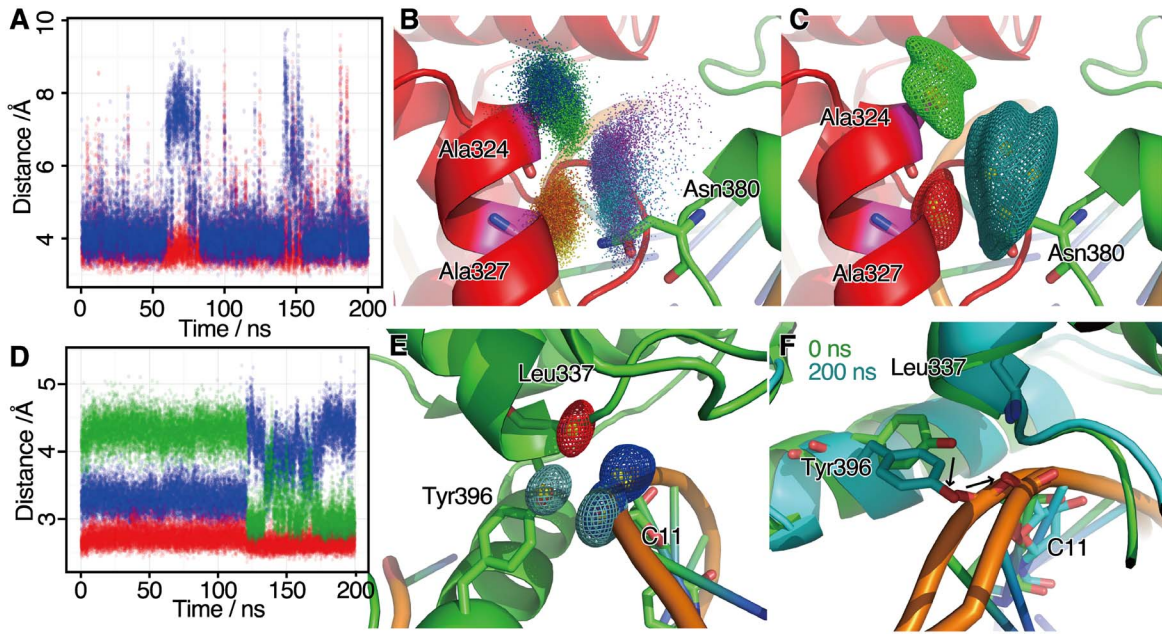 A
Distance /Å
10
8
6
4
0
50
100
150
200
Time / ns
B
Ala324
Asn380
Ala327
C
Ala324
Asn380
Ala327
D
Distance /Å
5
4
3
0
50
100
150
200
Time / ns
E
Leu337
Tyr396
C11
F
0 ns
200 ns
Leu337
Tyr396
C11